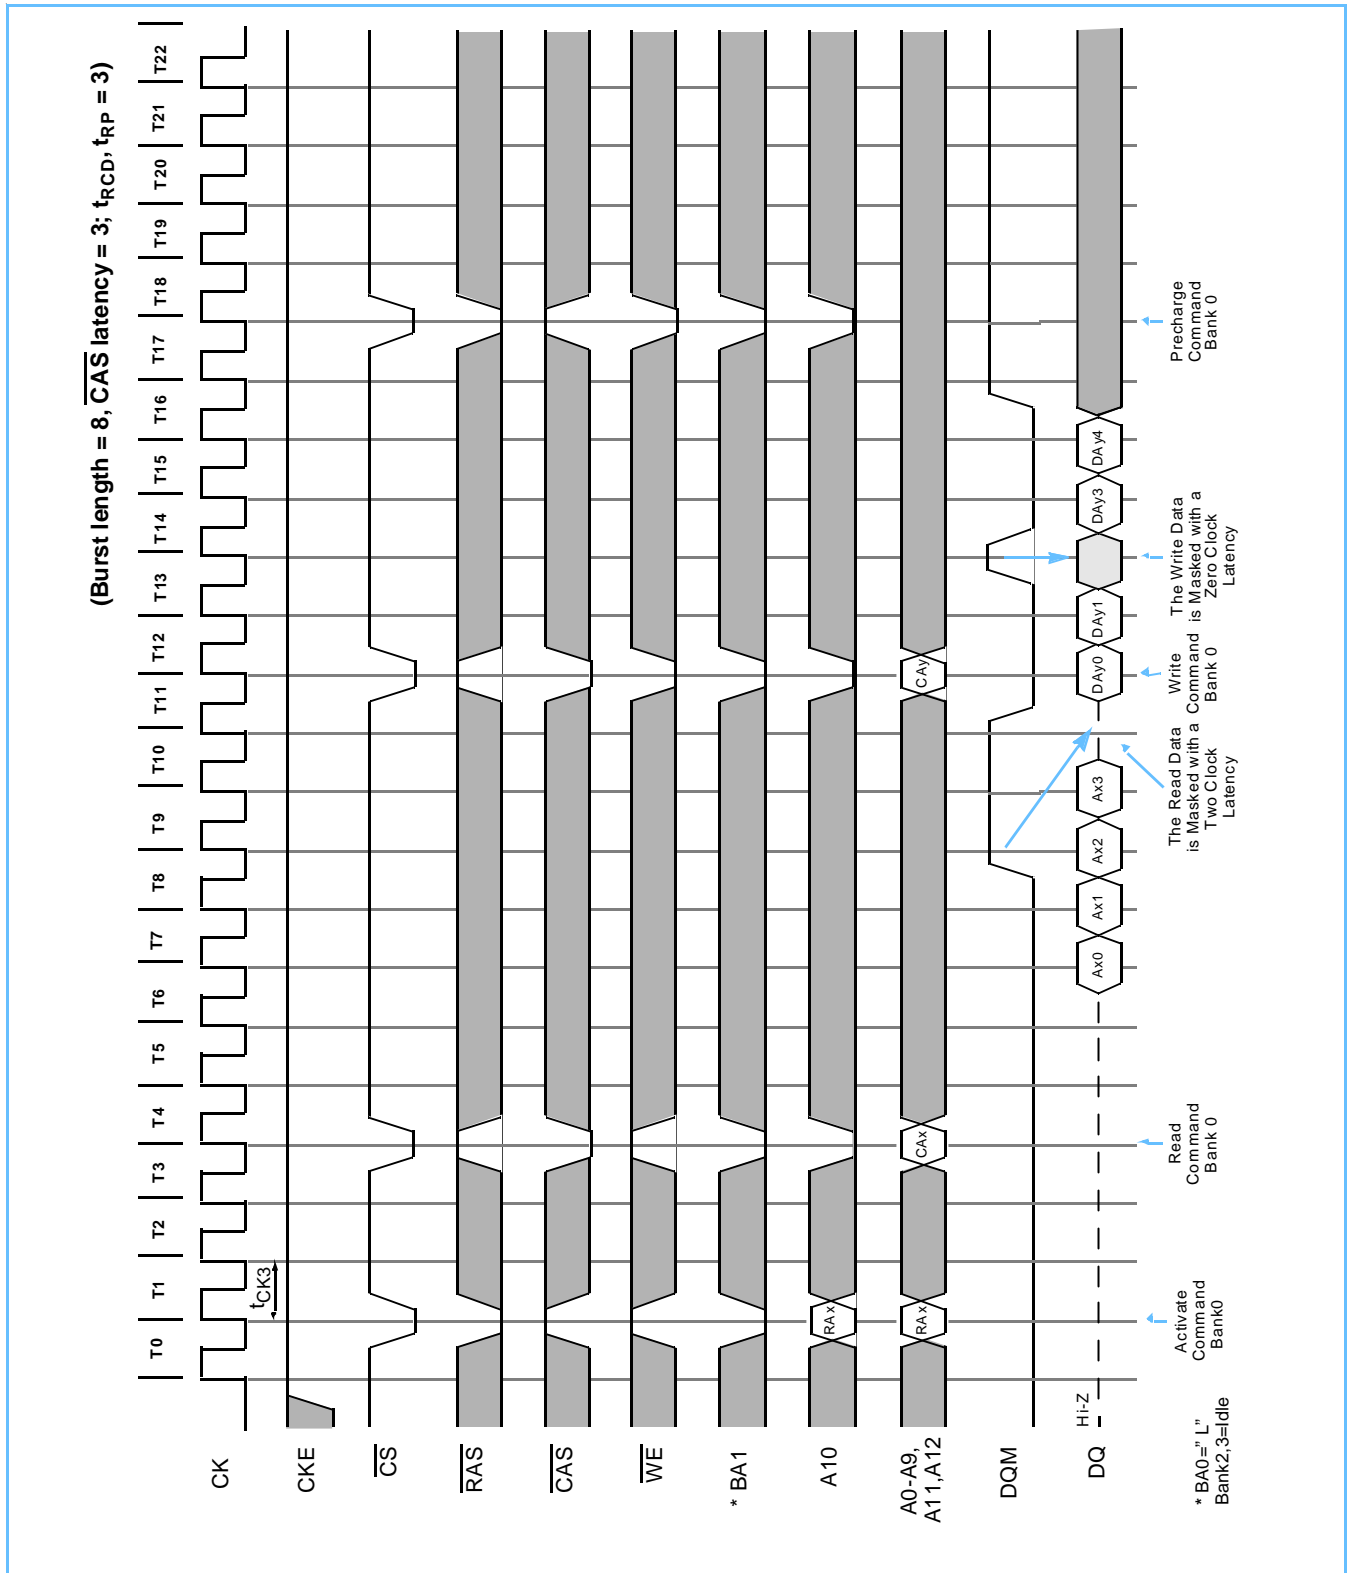 (Burst length = 8, CAS latency = 3; tRCD, tRP = 3)
T0 T1 T2 T3 T4 T5 T6 T7 T8 T9 T10 T11 T12 T13 T14 T15 T16 T17 T18 T19 T20 T21 T22
CK
tCK3
CKE
CS
RAS
CAS
WE
* BA1
A10
RAx
A0-A9,
A11,A12
RAx CAx CAy
DQM
DQ
Hi-Z
Ax0 Ax1 Ax2 Ax3 DAy0 DAy1 DAy3 DAy4
Activate
Command
Bank0
Read
Command
Bank 0
The Read Data
is Masked with a
Two Clock
Latency
Write
Command
Bank 0
The Write Data
is Masked with a
Zero Clock
Latency
Precharge
Command
Bank 0
* BA0="L"
Bank2,3=Idle